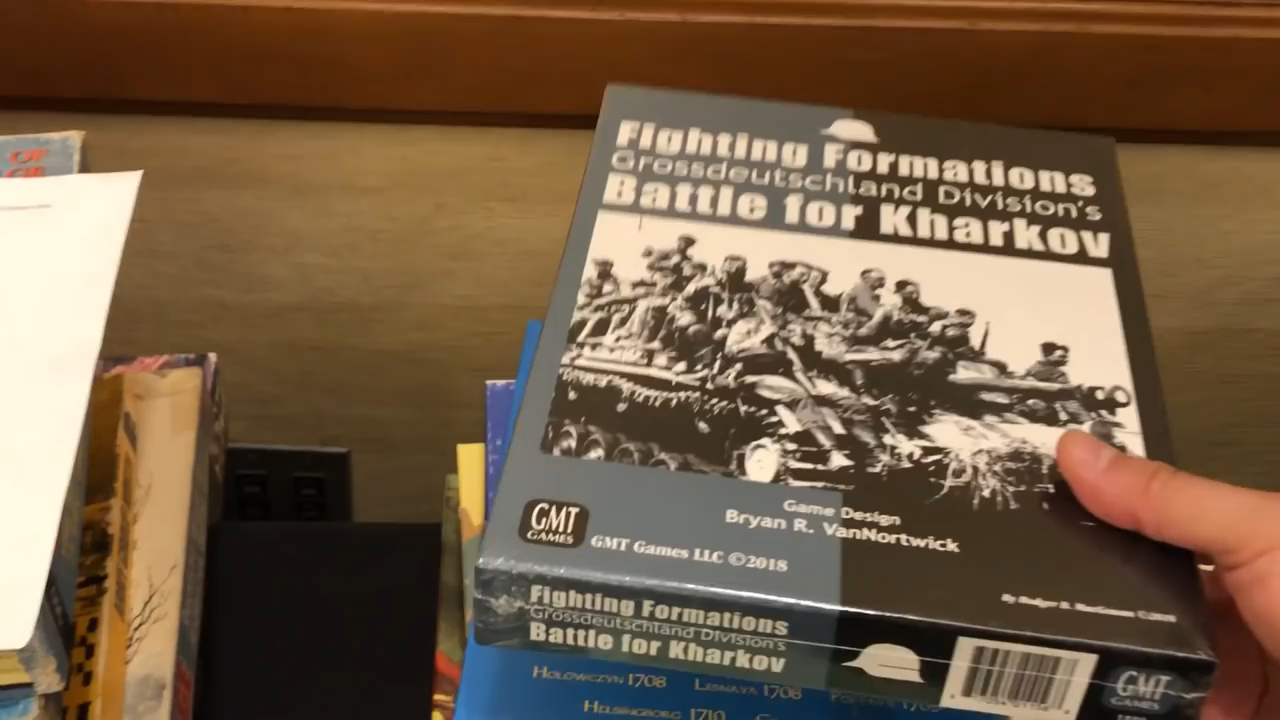 OF
Fighting Formations
Grossdeutschland Division's
Battle for Kharkov
Game Design
Bryan R. VanNortwick
GMT
GAMES
GMT Games LLC ©2018
Fighting Formations
Grossdeutschland Division's
Battle for Kharkov
GMT
GAMES
HOLOWCZYN 1708
LESNAYA 1708
HELSINGBORG 1710